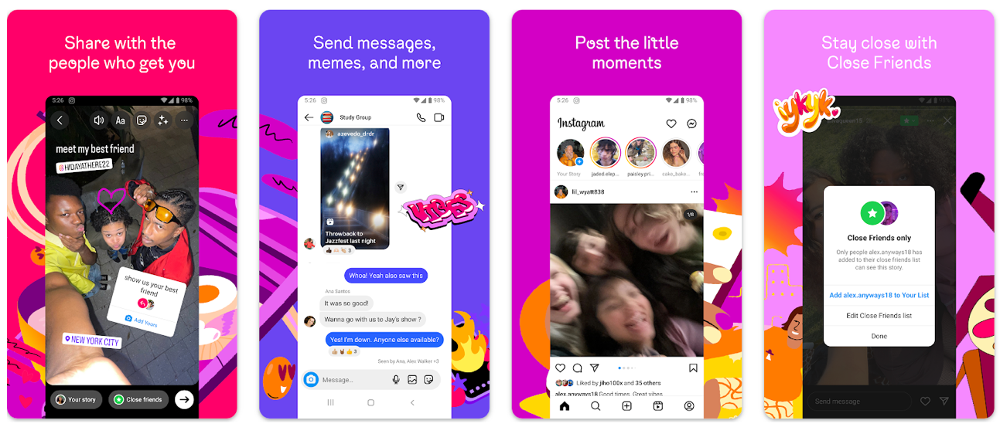 Share with the
people who get you
5:26 98%
Aa
meet my best friend
@HIDAYATHERE22
show us your best
friend
Add Yours
NEW YORK CITY
Your story
Close friends
Send messages,
memes, and more
5:26 98%
Study Group
azevedo_drdr
Throwback to
Jazzfest last night
3
VIBES
Whoa! Yeah also saw this
Ana Santos
It was so good!
Wanna go with us to Jay's show ?
Yes! I'm down. Anyone else available?
3
Seen by Ana, Alex Walker +3
Message...
Post the little
moments
5:26 98%
Instagram
Your Story
jaded.elep...
paisley.pri...
cake_bake...
lil_wyatt838
1/8
Liked by jiho100x and 35 others
alex.anyways18 Good times. Great vibes.
Stay close with
Close Friends
iykyk
98%
Close Friends only
Only people alex.anyways18 has
added to their close friends list
can see this story.
Add alex.anyways18 to Your List
Edit Close Friends list
Done
Send message